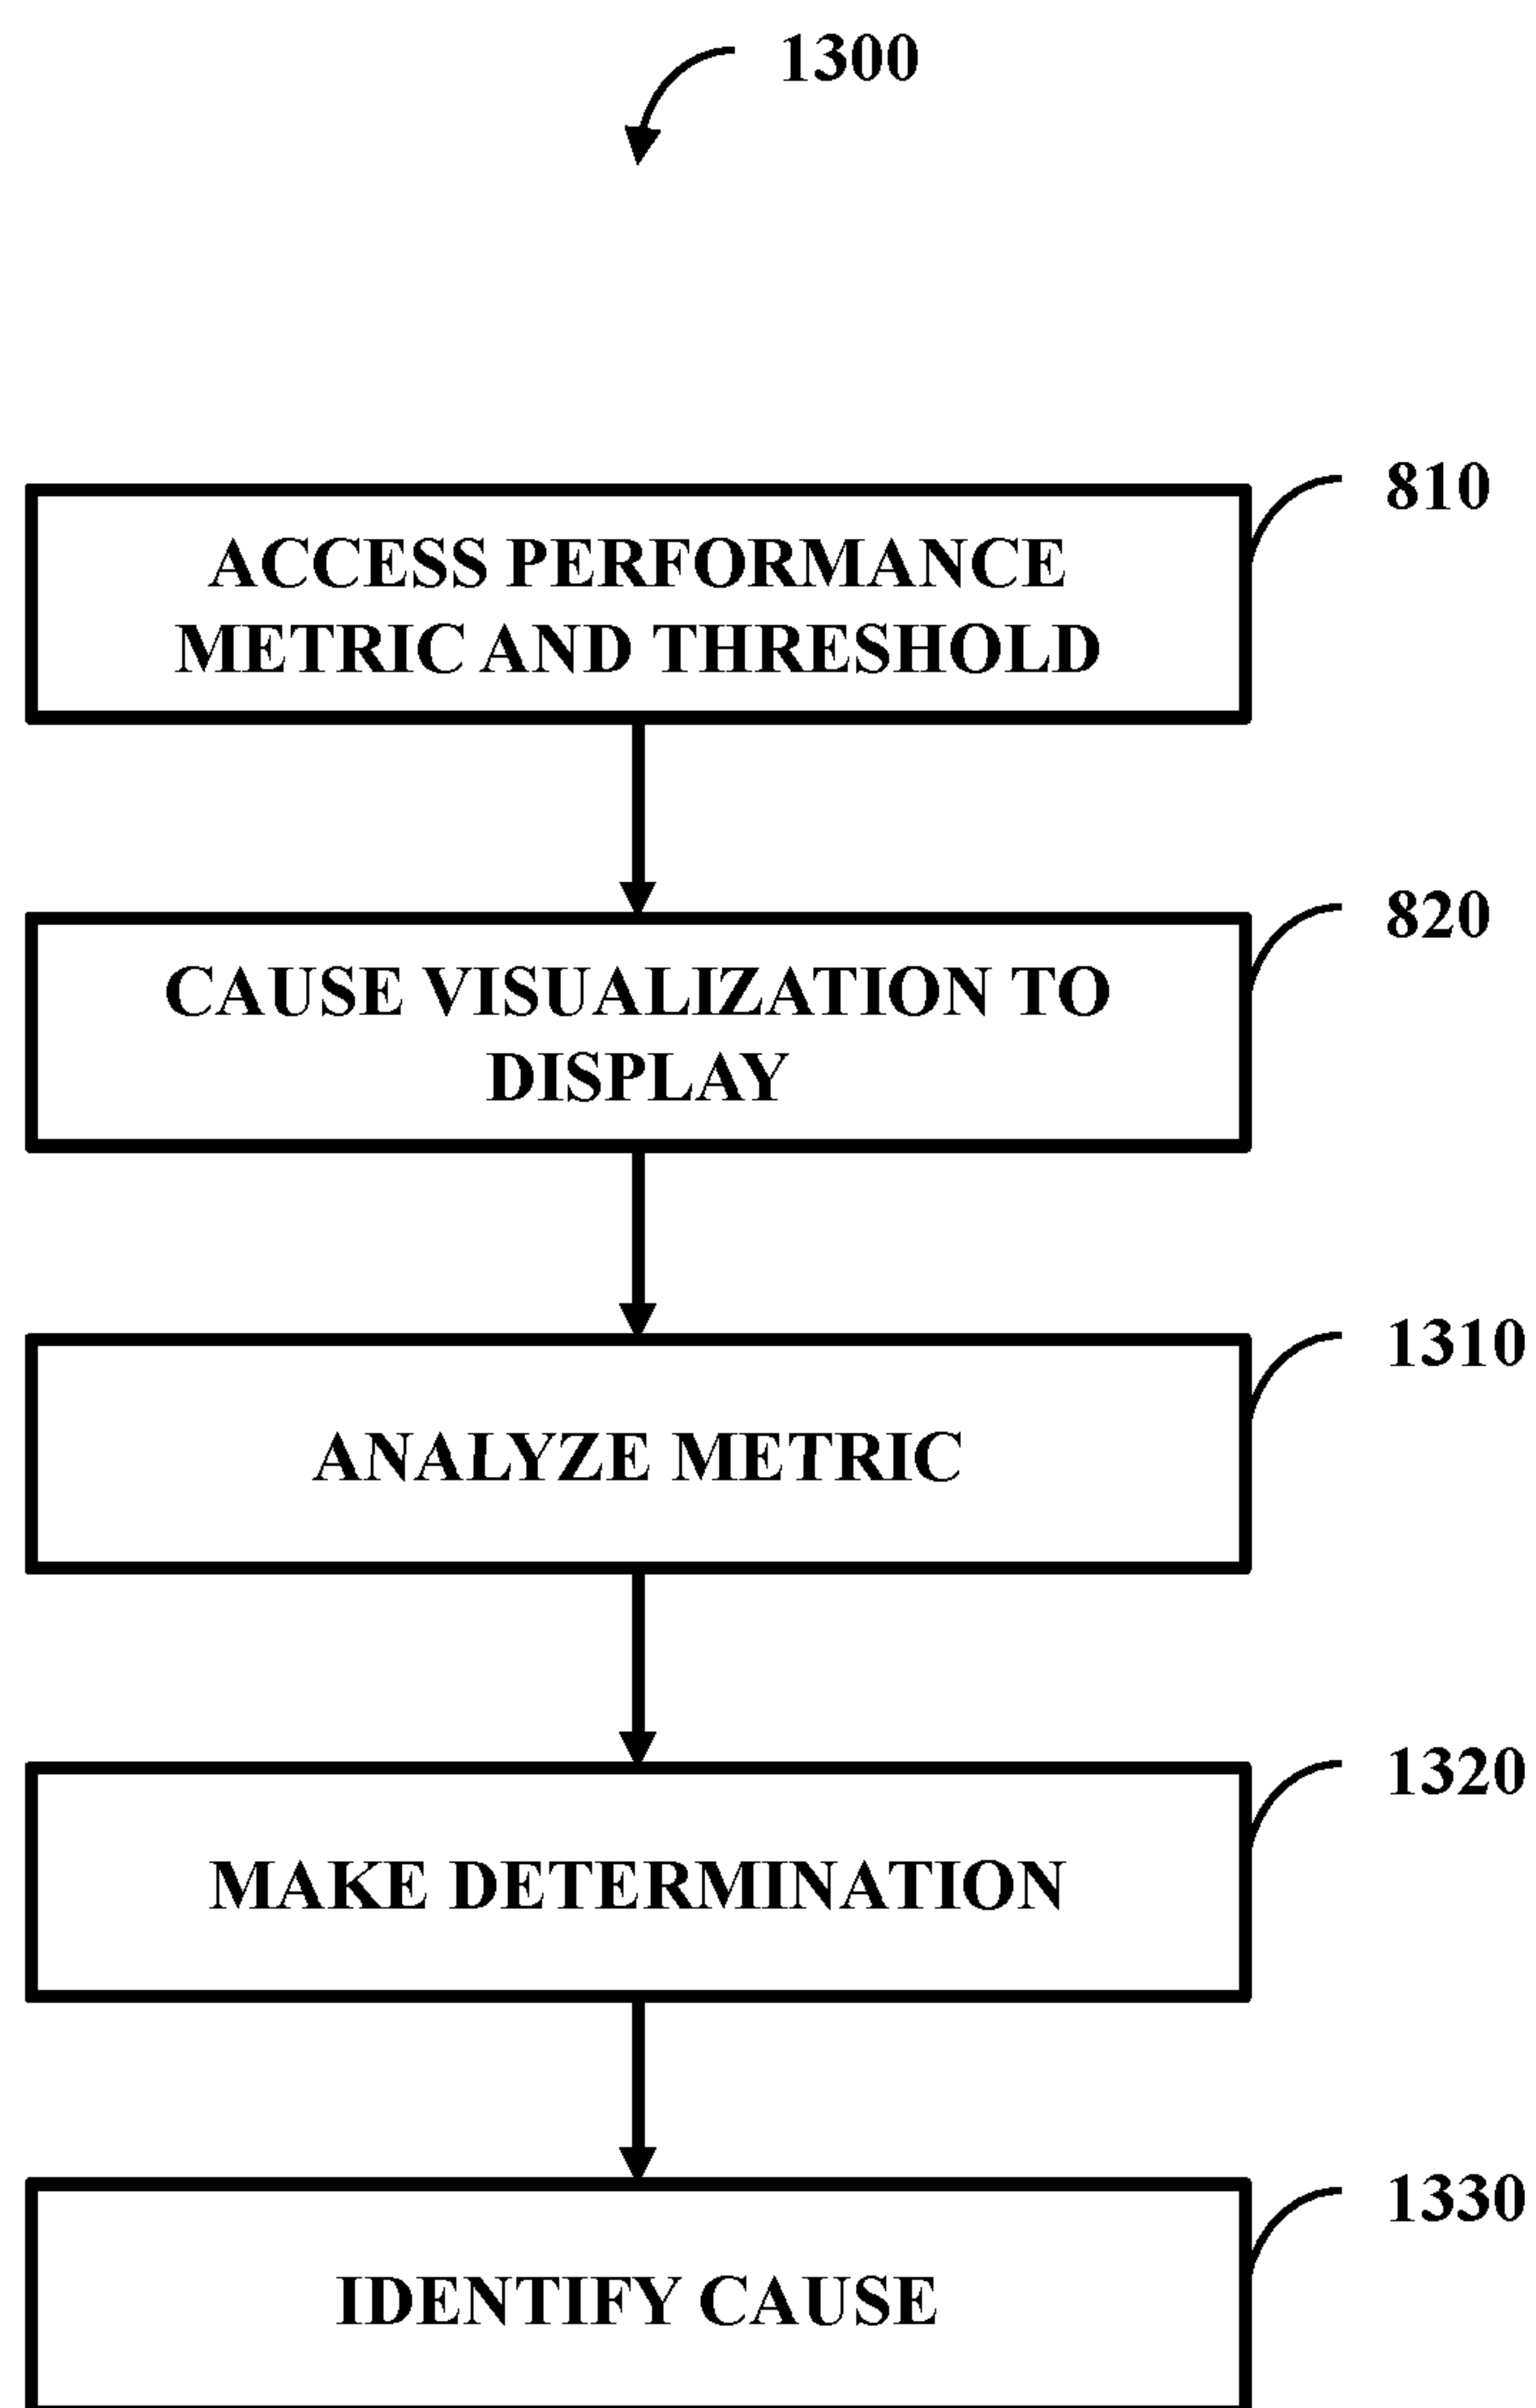 1300
810
ACCESS PERFORMANCE
METRIC AND THRESHOLD
820
CAUSE VISUALIZATION TO
DISPLAY
1310
ANALYZE METRIC
1320
MAKE DETERMINATION
1330
IDENTIFY CAUSE